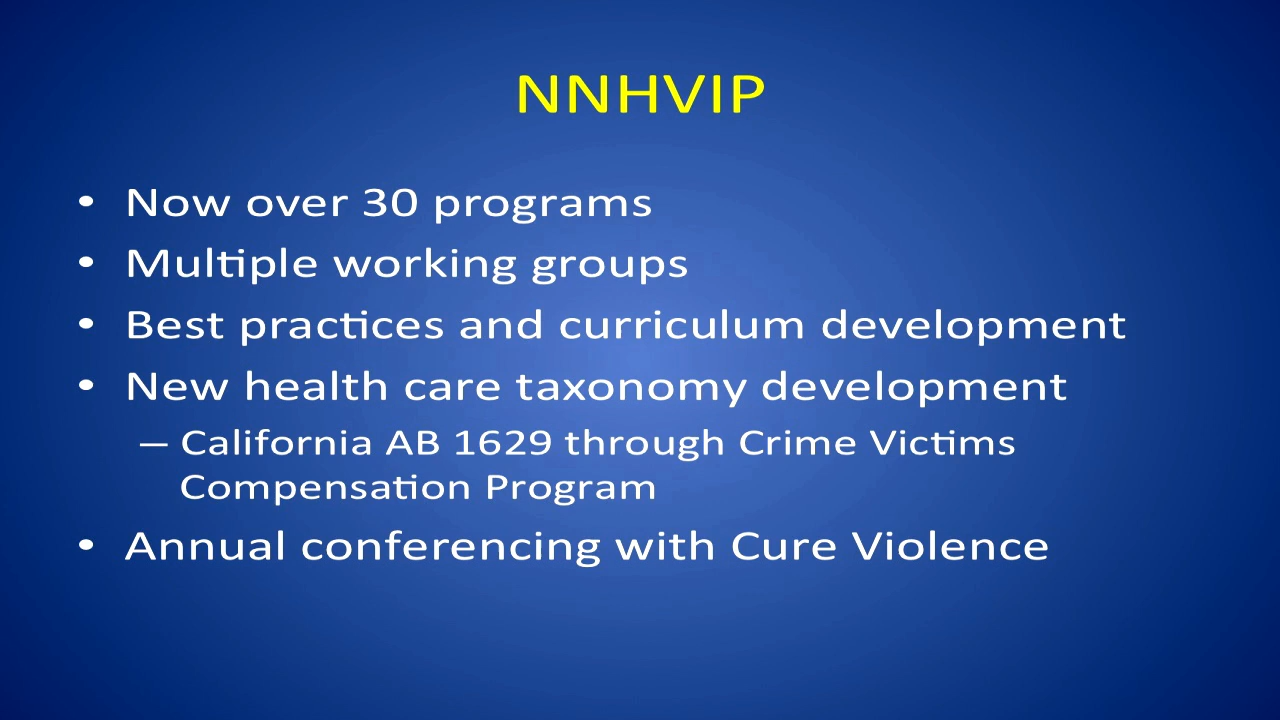 NNHVIP
• Now over 30 programs
• Multiple working groups
• Best practices and curriculum development
• New health care taxonomy development
– California AB 1629 through Crime Victims
Compensation Program
• Annual conferencing with Cure Violence